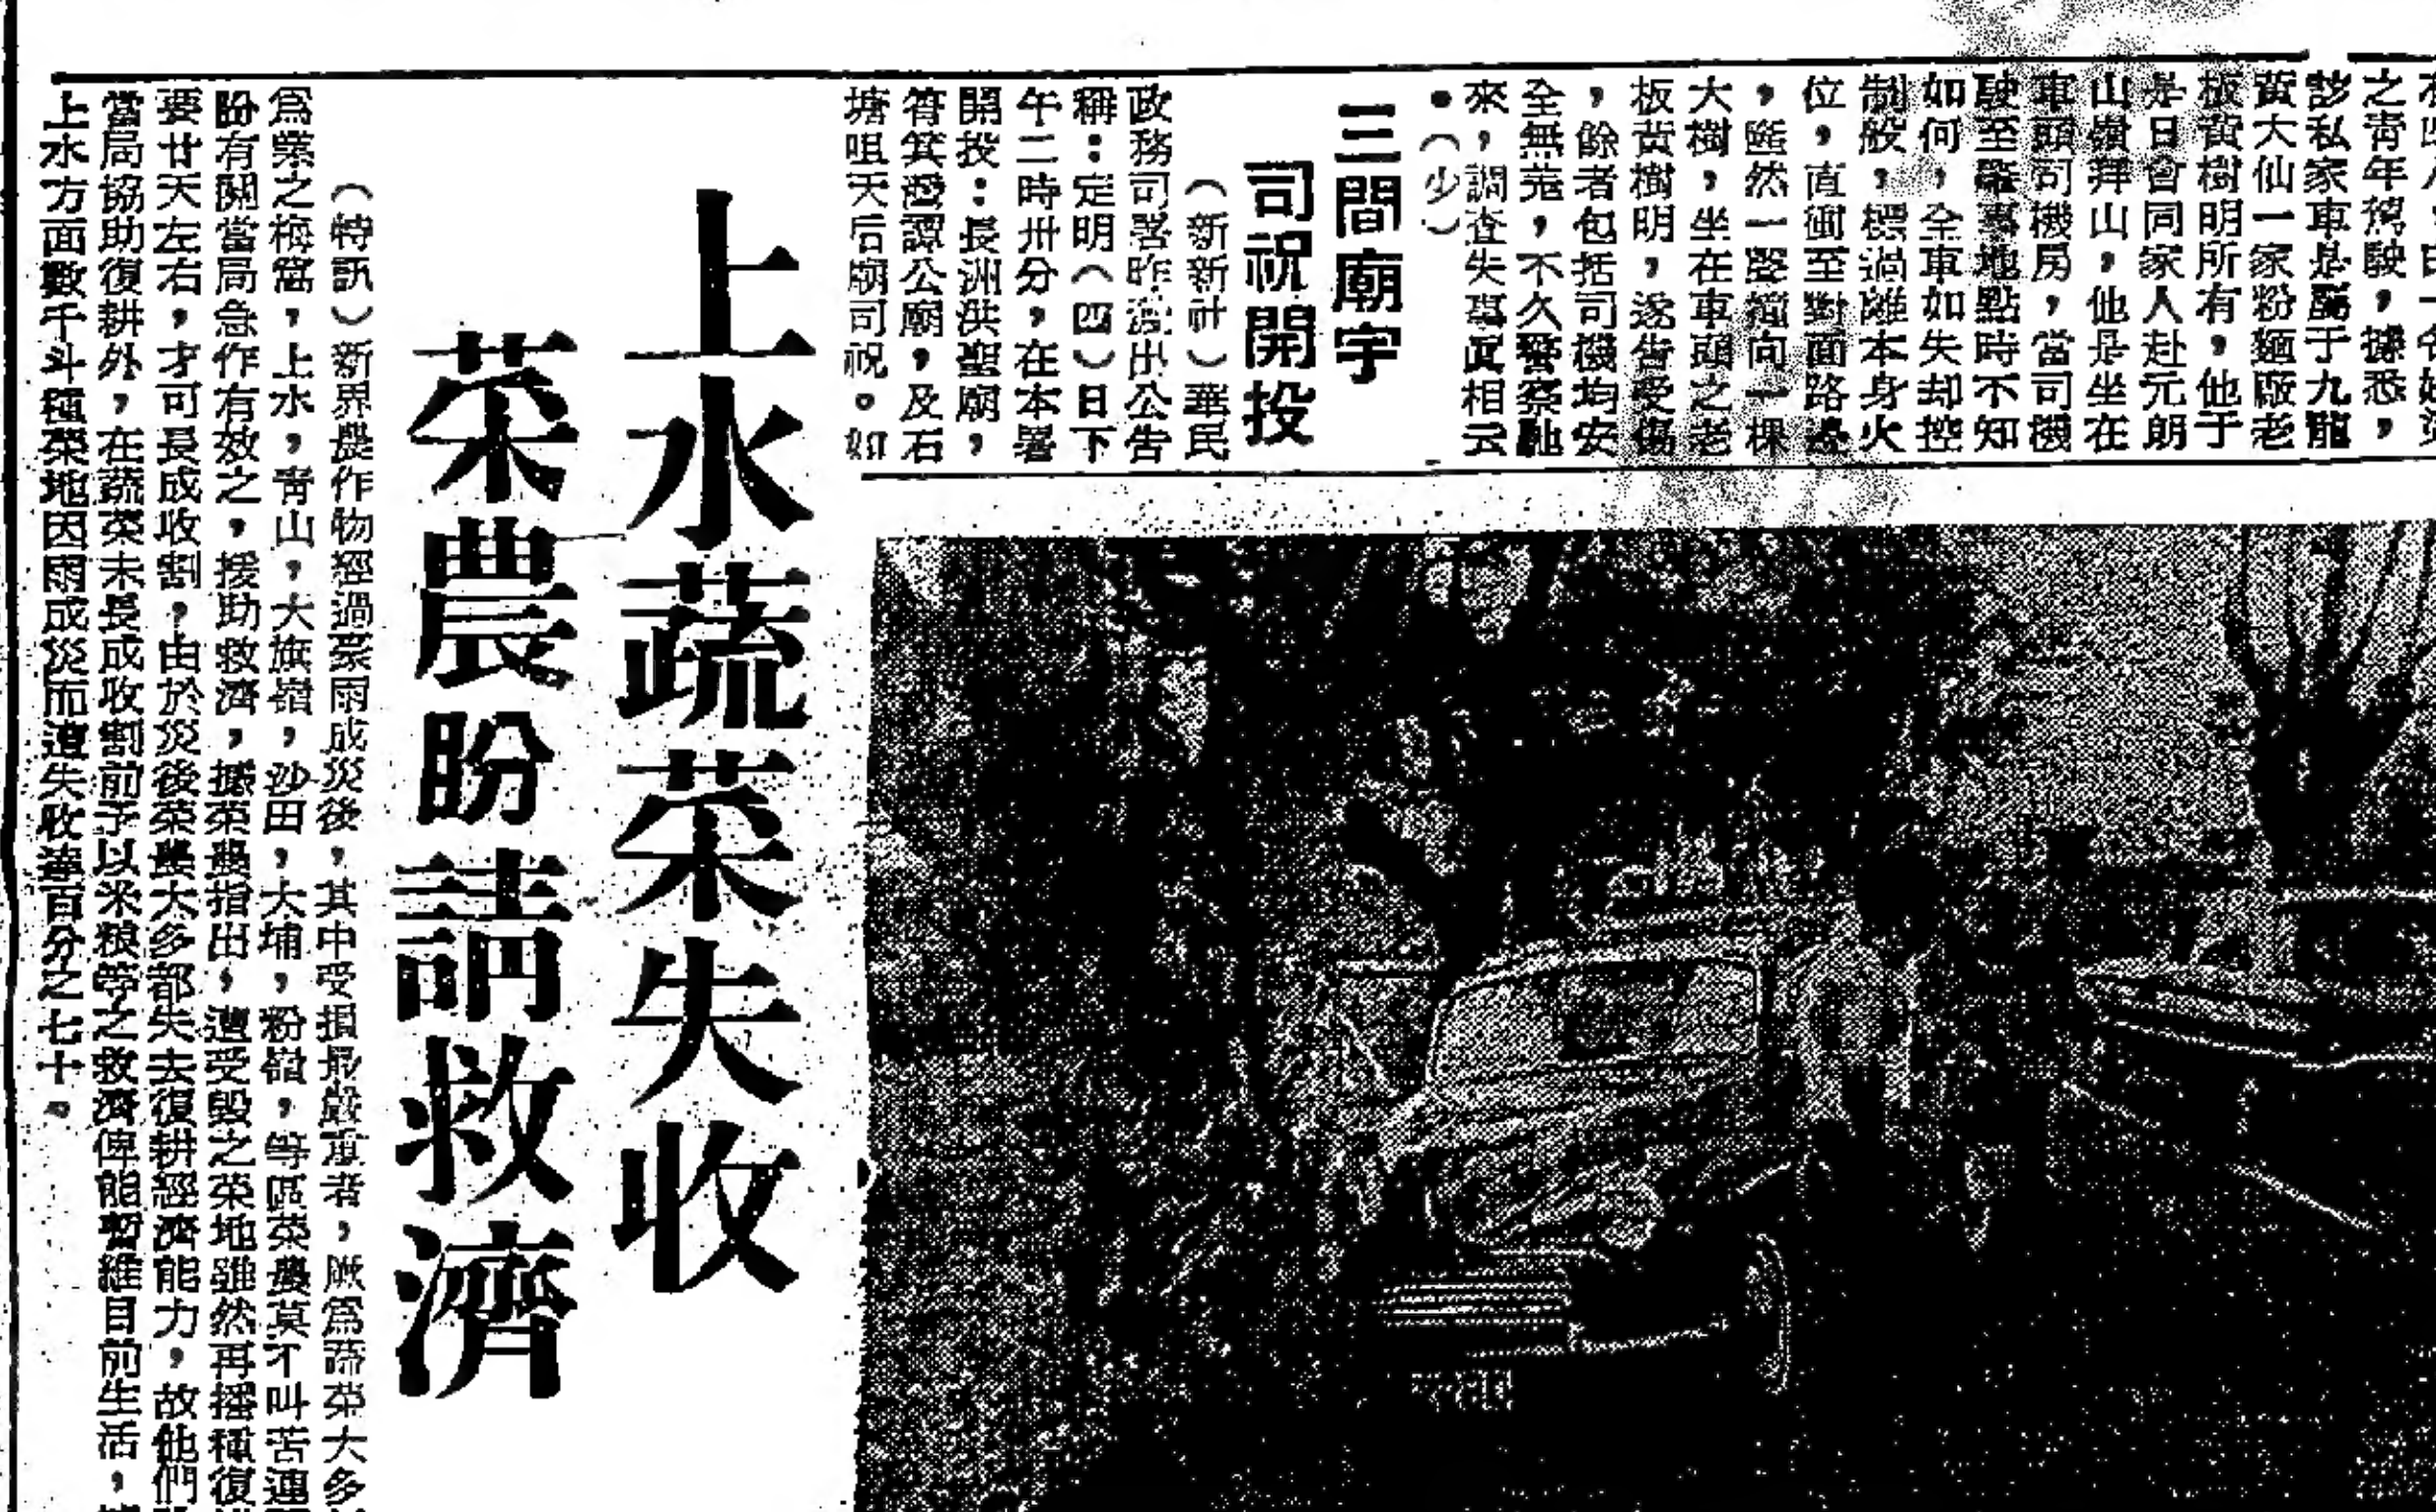 之青年駕駛，據悉，
診私家車是屬于九龍
黃大仙一家粉麵廠老
板黃樹明所有，他于
是日會同家人赴元朗
山嶺拜山，他是坐在
車頭司機房，當司機
駛至肇事地點時不知
如何，全車如失却控
制般，標過離本身火
位，直衝至對面路邊
，隆然一聲撞向一棵
大樹，坐在車頭之老
板黃樹明，遂告受傷
，餘者包括司機均安
全無恙，不久警察馳
來，調查失事眞相云
。（少）
三間廟宇
司祝開投
（新新社）華民
政務司署昨發出公告
稱：定明（四）日下
午二時卅分，在本署
開投：長洲洪聖廟，
筲箕灣譚公廟，及石
塘咀天后廟司祝。如
上水蔬菜失收
菜農盼請救濟
（特訊）新界農作物經過豪雨成災後，其中受損最嚴重者，厥爲蔬菜大多
爲業之梅窩，上水，青山，大旗嶺，沙田，大埔，粉嶺，等區菜農莫不叫苦連
盼有關當局急作有效之，援助救濟，據菜農指出，遭受毀之菜地雖然再播種復
要廿天左右，才可長成收割，由於災後菜農大多都失去復耕經濟能力，故他們
當局協助復耕外，在蔬菜未長成收割前予以米粮等之救濟俾能暫維目前生活，
上水方面數千斗種菜地因雨成災而遭失收達百分之七十。